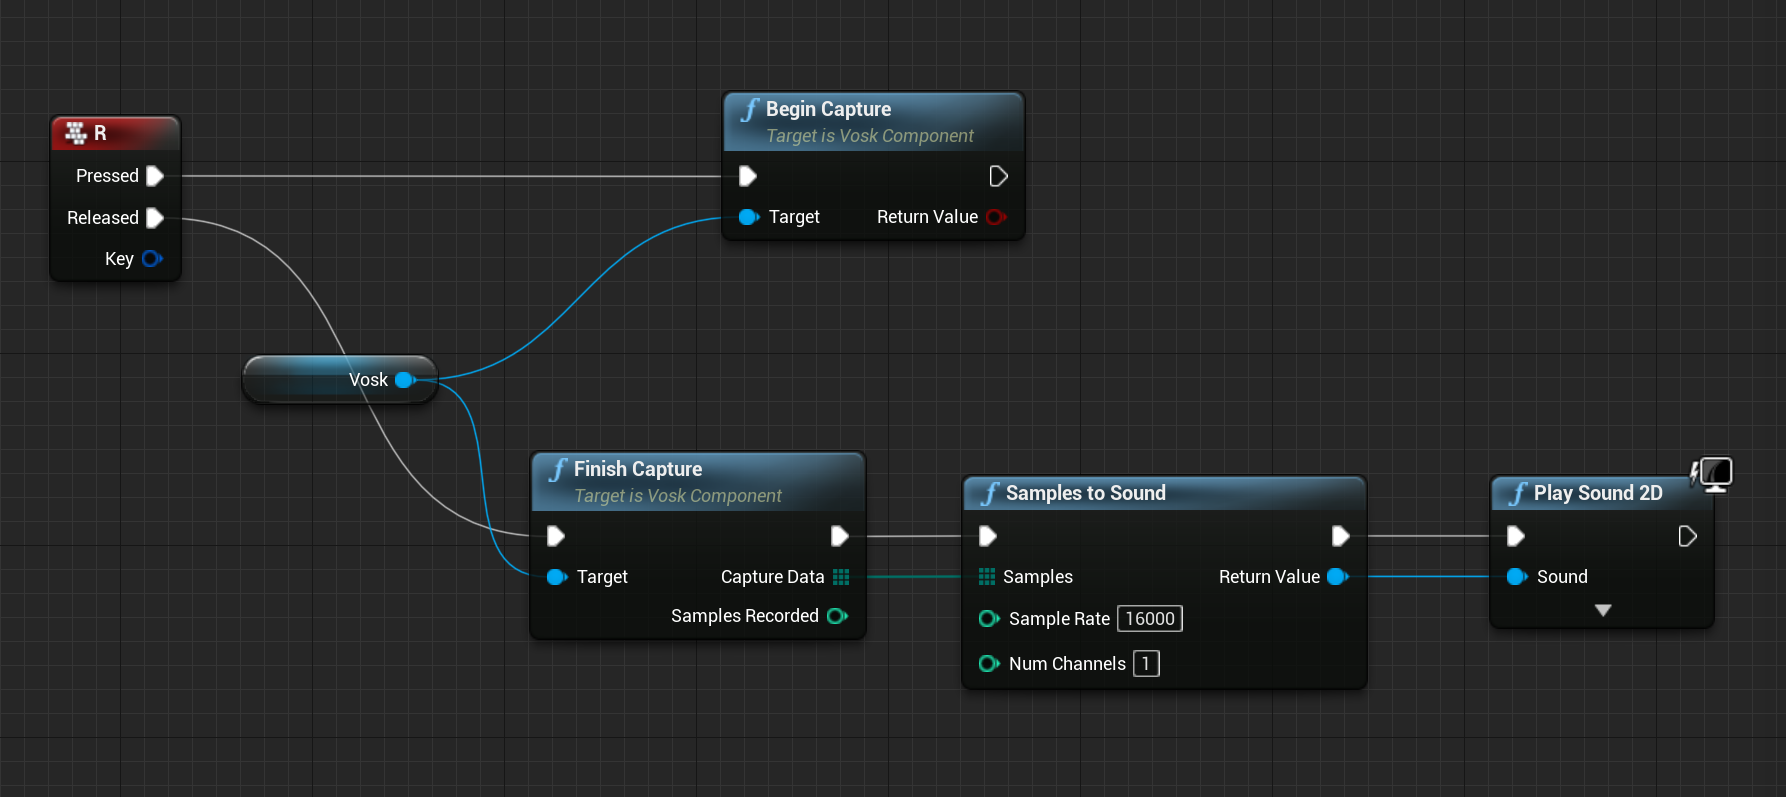 R
Pressed
Released
Key
Begin Capture
Target is Vosk Component
Target Return Value
Vosk
Finish Capture
Target is Vosk Component
Target Capture Data
Samples Recorded
Samples to Sound
Samples Return Value
Sample Rate 16000
Num Channels 1
Play Sound 2D
Sound